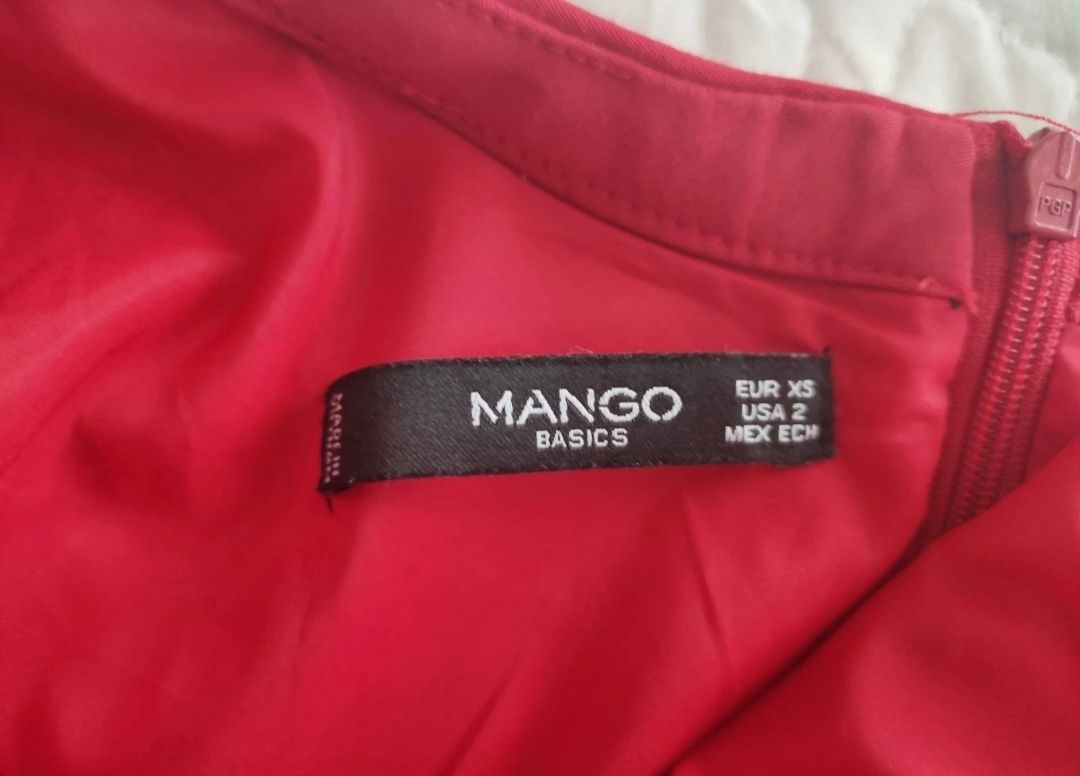 MANGO
BASICS
EUR XS
USA 2
MEX ECH
PGP